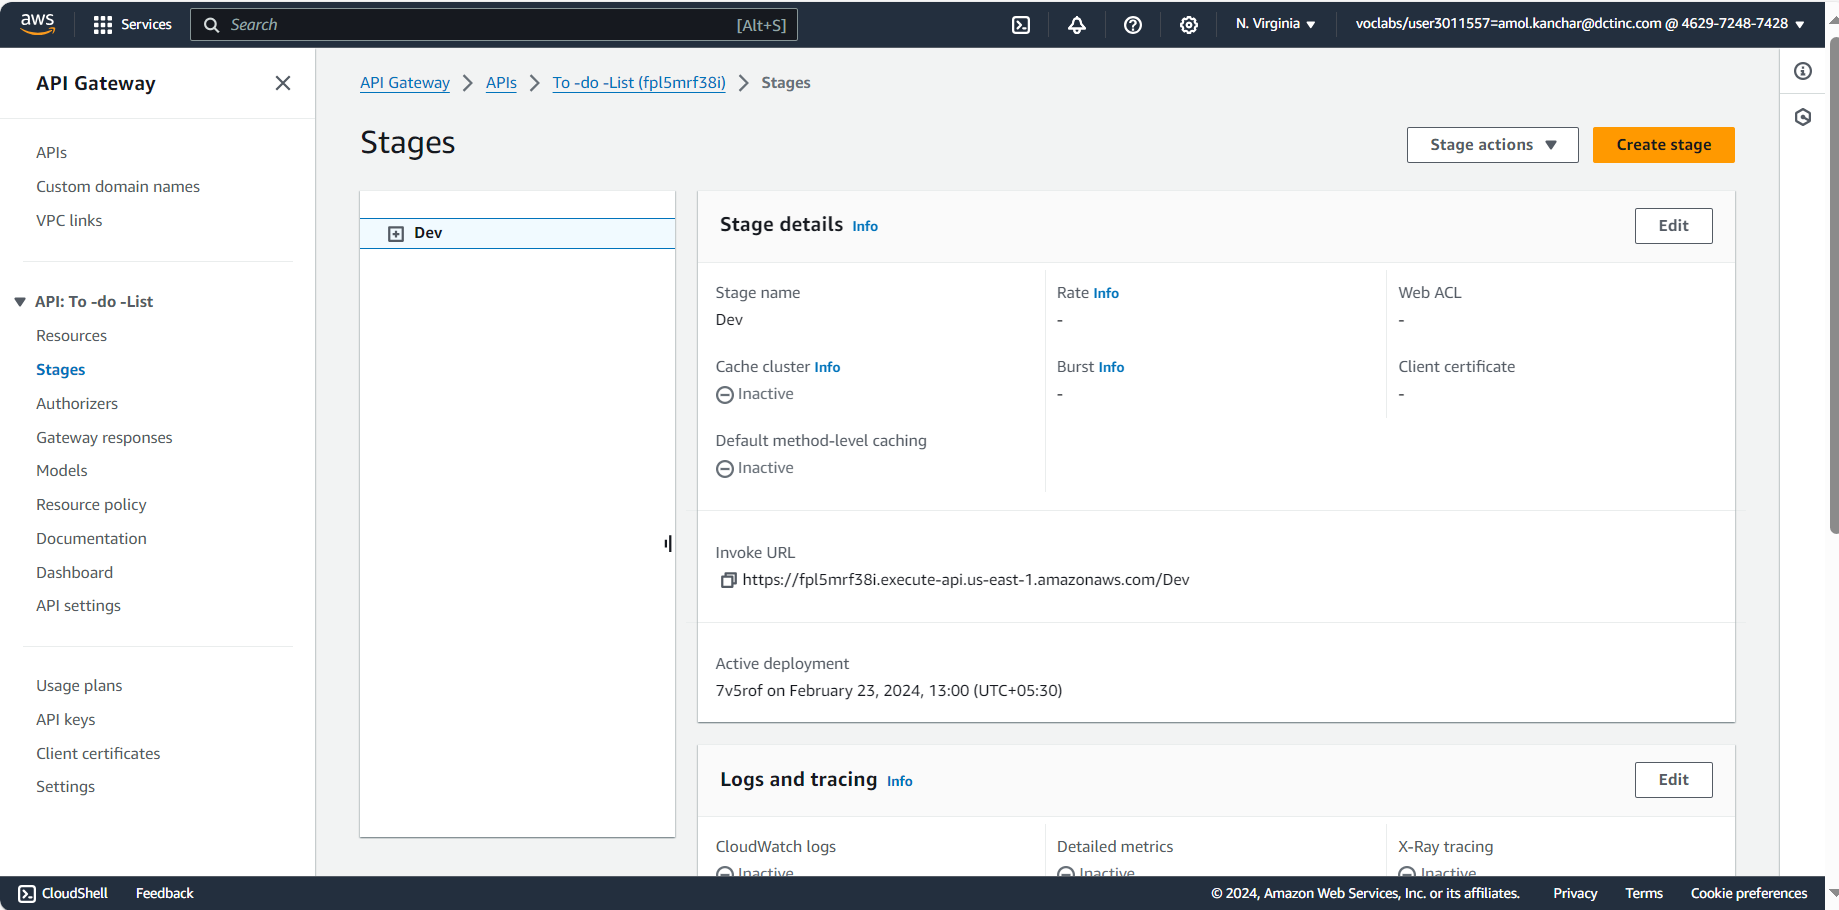 aws
Services
Search
[Alt+S]
N. Virginia
voclabs/user3011557=amol.kanchar@dctinc.com @ 4629-7248-7428
API Gateway
APIs
Custom domain names
VPC links
API: To -do -List
Resources
Stages
Authorizers
Gateway responses
Models
Resource policy
Documentation
Dashboard
API settings
Usage plans
API keys
Client certificates
Settings
API Gateway > APIs > To -do -List (fpl5mrf38i) > Stages
Stages
Stage actions
Create stage
Dev
Stage details Info
Edit
Stage name
Dev
Rate Info
-
Web ACL
-
Cache cluster Info
Inactive
Burst Info
-
Client certificate
-
Default method-level caching
Inactive
Invoke URL
https://fpl5mrf38i.execute-api.us-east-1.amazonaws.com/Dev
Active deployment
7v5rof on February 23, 2024, 13:00 (UTC+05:30)
Logs and tracing Info
Edit
CloudWatch logs
Inactive
Detailed metrics
Inactive
X-Ray tracing
Inactive
CloudShell
Feedback
© 2024, Amazon Web Services, Inc. or its affiliates.
Privacy
Terms
Cookie preferences